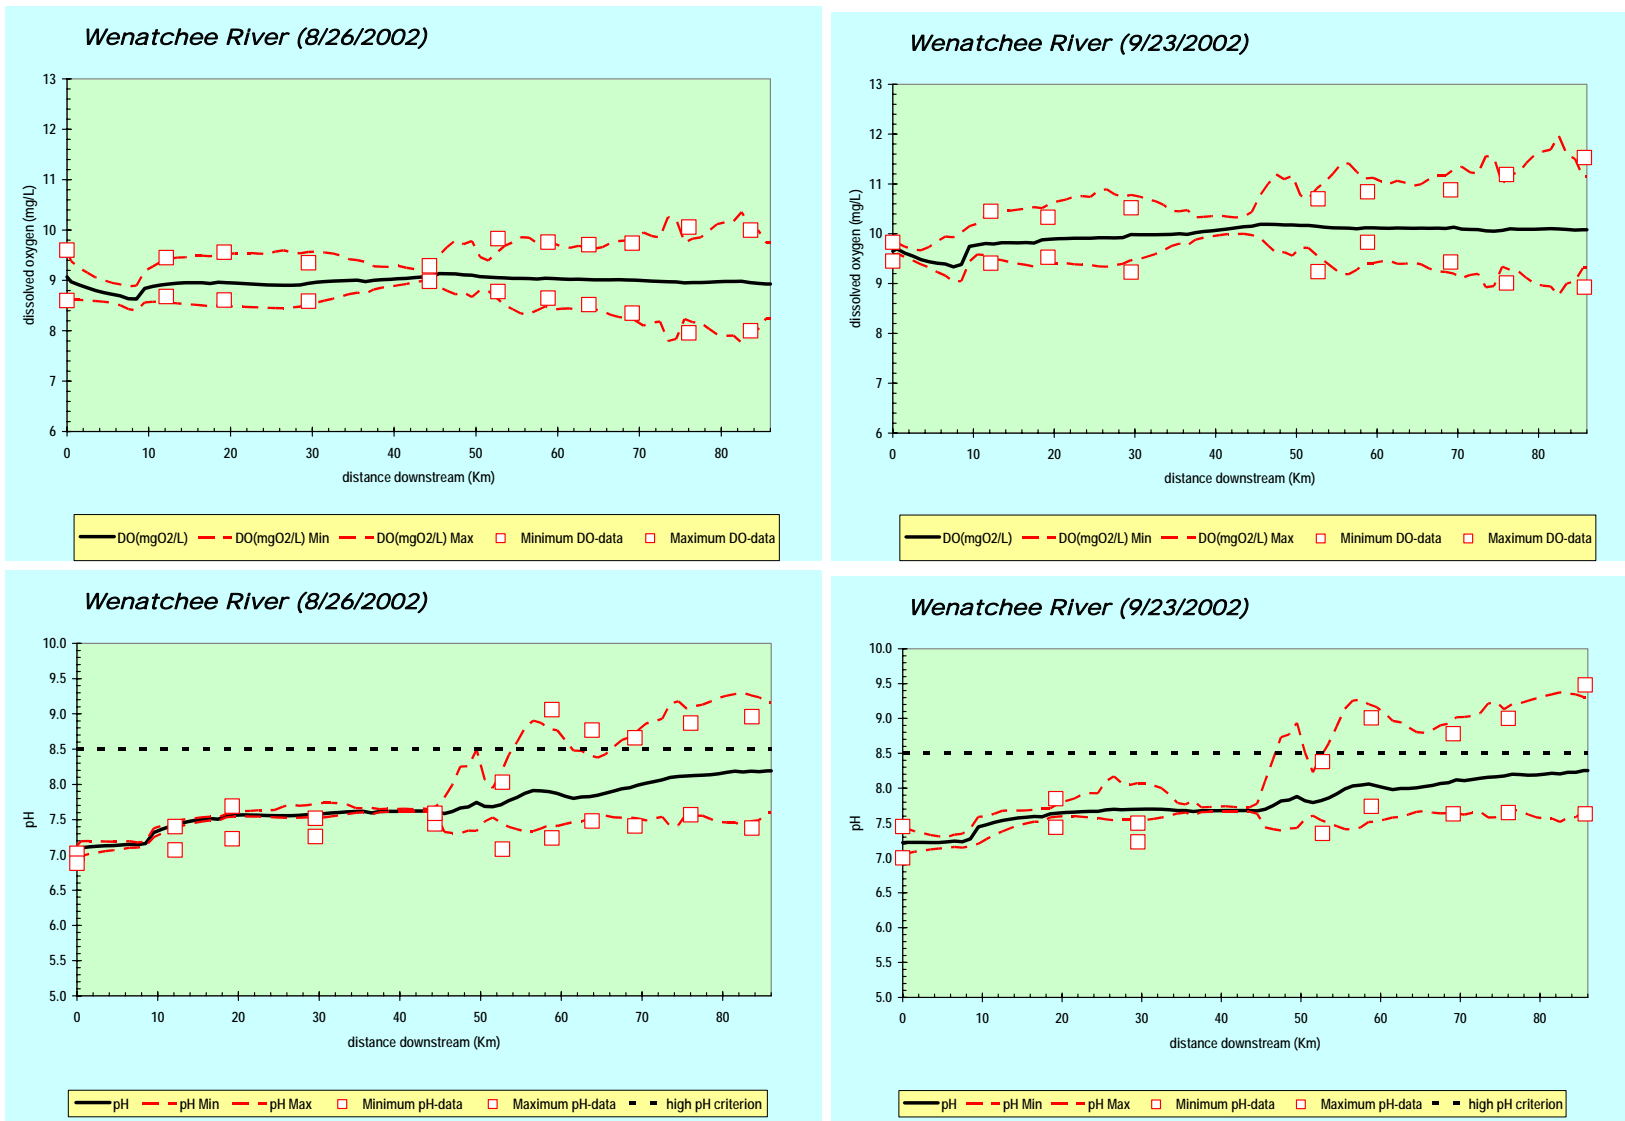 Wenatchee River (8/26/2002)
13
12
11
10
9
8
7
6
dissolved oxygen (mg/L)
0 10 20 30 40 50 60 70 80
distance downstream (Km)
DO(mgO2/L) DO(mgO2/L) Min DO(mgO2/L) Max Minimum DO-data Maximum DO-data
Wenatchee River (9/23/2002)
13
12
11
10
9
8
7
6
dissolved oxygen (mg/L)
0 10 20 30 40 50 60 70 80
distance downstream (Km)
DO(mgO2/L) DO(mgO2/L) Min DO(mgO2/L) Max Minimum DO-data Maximum DO-data
Wenatchee River (8/26/2002)
10.0
9.5
9.0
8.5
8.0
7.5
7.0
6.5
6.0
5.5
5.0
pH
0 10 20 30 40 50 60 70 80
distance downstream (Km)
pH pH Min pH Max Minimum pH-data Maximum pH-data high pH criterion
Wenatchee River (9/23/2002)
10.0
9.5
9.0
8.5
8.0
7.5
7.0
6.5
6.0
5.5
5.0
pH
0 10 20 30 40 50 60 70 80
distance downstream (Km)
pH pH Min pH Max Minimum pH-data Maximum pH-data high pH criterion